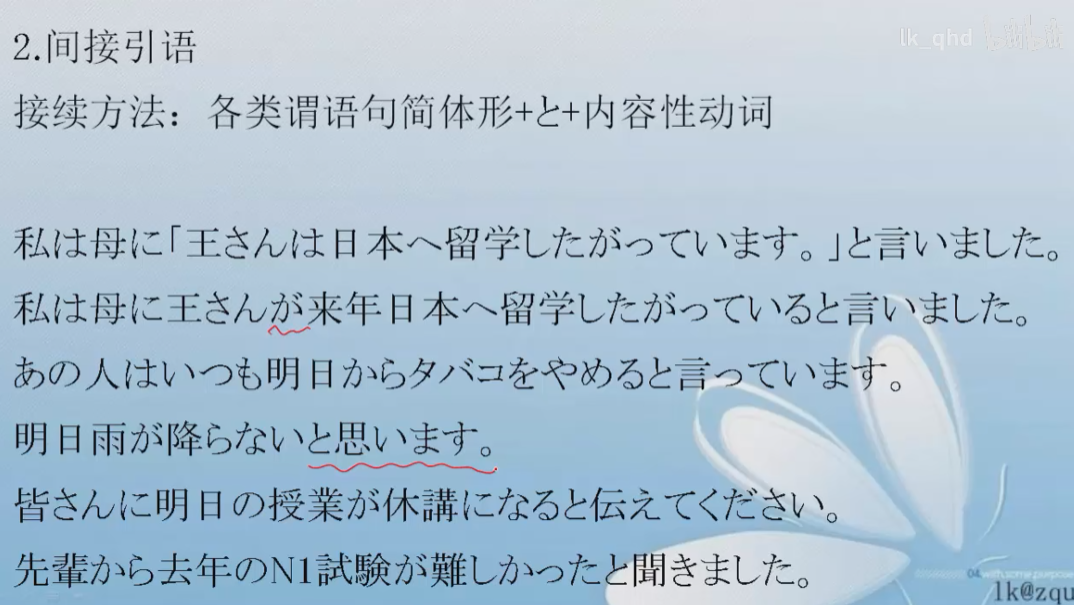 lk_qhd
2.间接引语
接续方法：各类谓语句简体形+と+内容性动词
私は母に「王さんは日本へ留学したがっています。」と言いました。
私は母に王さんが来年日本へ留学したがっていると言いました。
あの人はいつも明日からタバコをやめると言っています。
明日雨が降らないと思います。
皆さんに明日の授業が休講になると伝えてください。
先輩から去年のN1試験が難しかったと聞きました。
lk@zqu